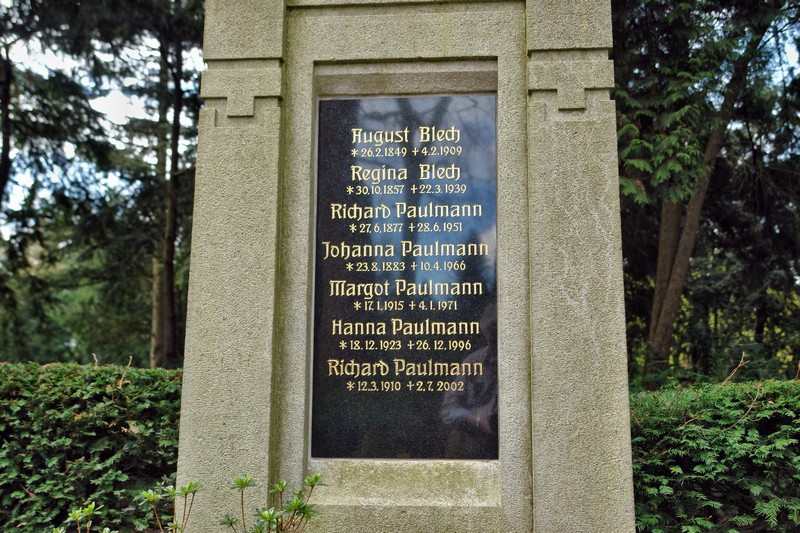 August Blech
* 26.2.1849 + 4.2.1909
Regina Blech
* 30.10.1857 + 22.3.1939
Richard Paulmann
* 27.6.1877 + 28.6.1951
Johanna Paulmann
* 23.8.1883 + 10.4.1966
Margot Paulmann
* 17.1.1915 + 4.1.1971
Hanna Paulmann
* 18.12.1923 + 26.12.1996
Richard Paulmann
* 12.3.1910 + 2.7.2002